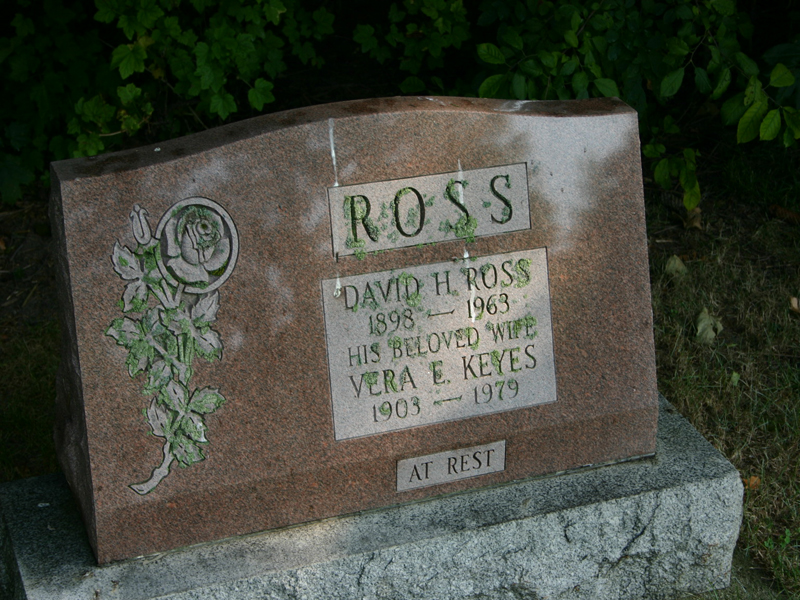 ROSS
DAVID H. ROSS
1898 — 1963
HIS BELOVED WIFE
VERA E. KEYES
1903 — 1979
AT REST